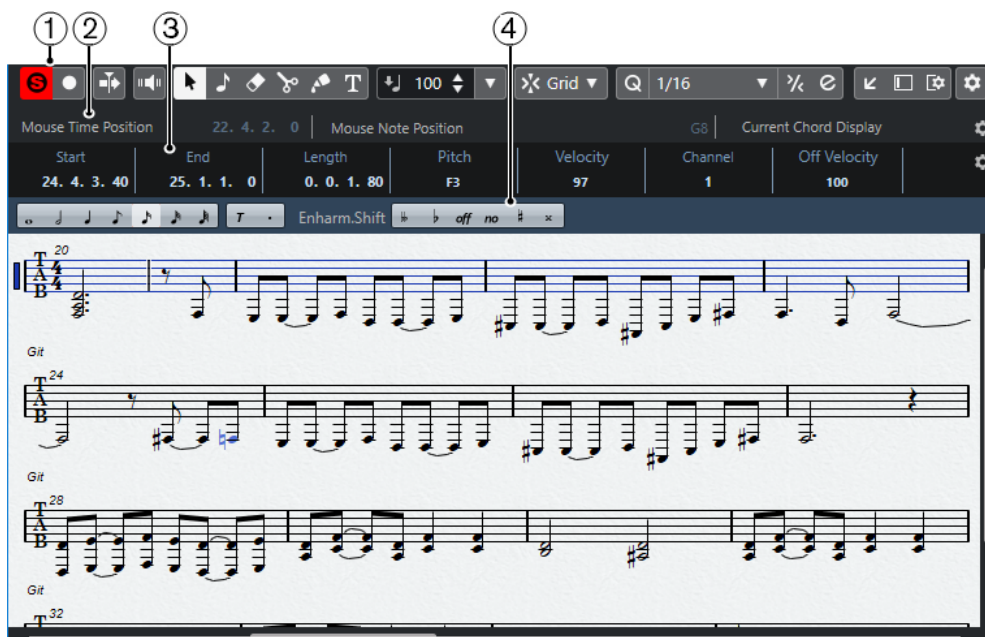 1 2 3 4
S T 100 Grid Q 1/16 e
Mouse Time Position 22. 4. 2. 0 Mouse Note Position G8 Current Chord Display
Start End Length Pitch Velocity Channel Off Velocity
24. 4. 3. 40 25. 1. 1. 0 0. 0. 1. 80 F3 97 1 100
T . Enharm.Shift off no
20
T 4
A 4
B
Git
24
T
A
B
Git
28
T
A
B
Git
32
T